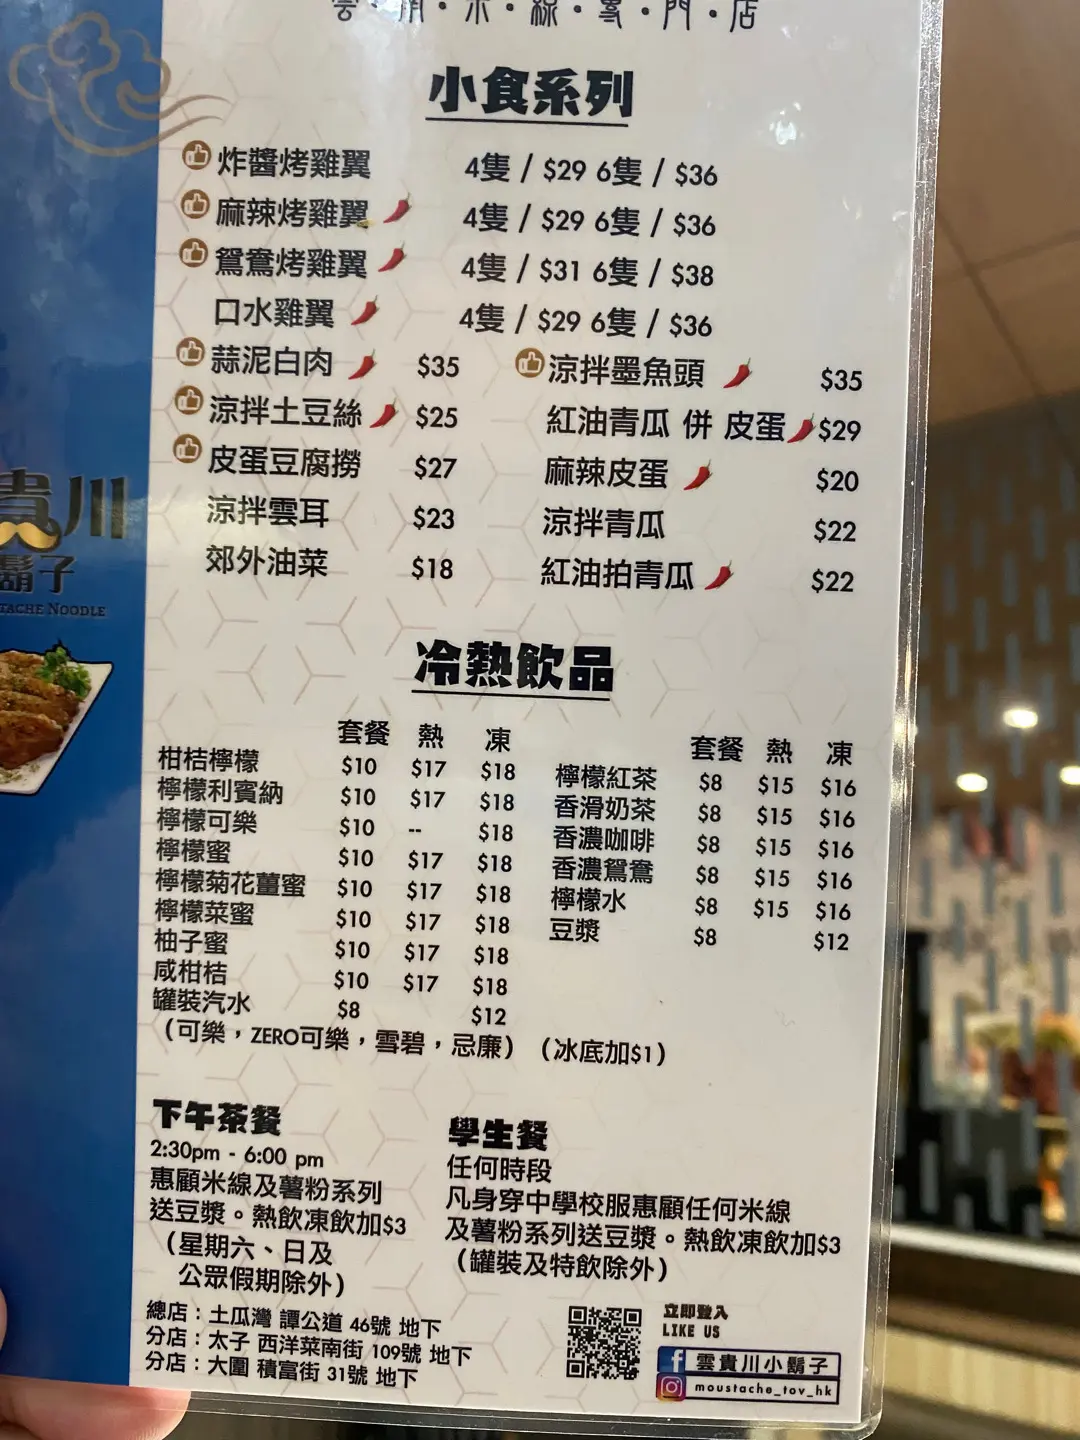 小食系列
炸醬烤雞翼 4隻 / $29 6隻 / $36
麻辣烤雞翼 4隻 / $29 6隻 / $36
鴛鴦烤雞翼 4隻 / $31 6隻 / $38
口水雞翼 4隻 / $29 6隻 / $36
蒜泥白肉 $35
涼拌土豆絲 $25
皮蛋豆腐撈 $27
涼拌雲耳 $23
郊外油菜 $18
涼拌墨魚頭 $35
紅油青瓜 併 皮蛋 $29
麻辣皮蛋 $20
涼拌青瓜 $22
紅油拍青瓜 $22
冷熱飲品
套餐 熱 凍
柑桔檸檬 $10 $17 $18
檸檬利賓納 $10 $17 $18
檸檬可樂 $10 -- $18
檸檬蜜 $10 $17 $18
檸檬菊花薑蜜 $10 $17 $18
檸檬菜蜜 $10 $17 $18
柚子蜜 $10 $17 $18
咸柑桔 $10 $17 $18
罐裝汽水 $8 $12
（可樂，ZERO可樂，雪碧，忌廉）（冰底加$1）
套餐 熱 凍
檸檬紅茶 $8 $15 $16
香滑奶茶 $8 $15 $16
香濃咖啡 $8 $15 $16
香濃鴛鴦 $8 $15 $16
檸檬水 $8 $15 $16
豆漿 $8 $12
下午茶餐
2:30pm - 6:00 pm
惠顧米線及薯粉系列
送豆漿。熱飲凍飲加$3
（星期六、日及
公眾假期除外）
學生餐
任何時段
凡身穿中學校服惠顧任何米線
及薯粉系列送豆漿。熱飲凍飲加$3
（罐裝及特飲除外）
總店：土瓜灣 譚公道 46號 地下
分店：太子 西洋菜南街 109號 地下
分店：大圍 積富街 31號 地下
立即登入
LIKE US
雲貴川小鬍子
moustache_tov_hk
貴川
鬍子
TACHE NOODLE